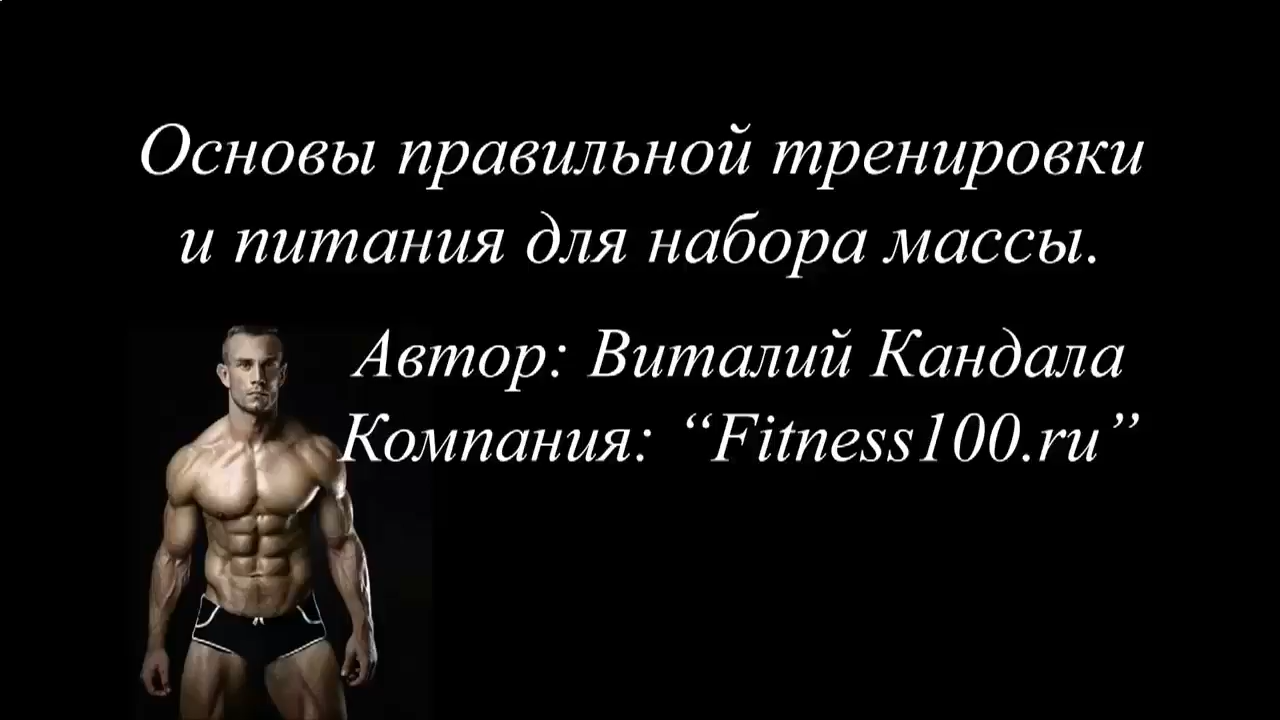 Основы правильной тренировки
и питания для набора массы.
Автор: Виталий Кандала
Компания: “Fitness100.ru”